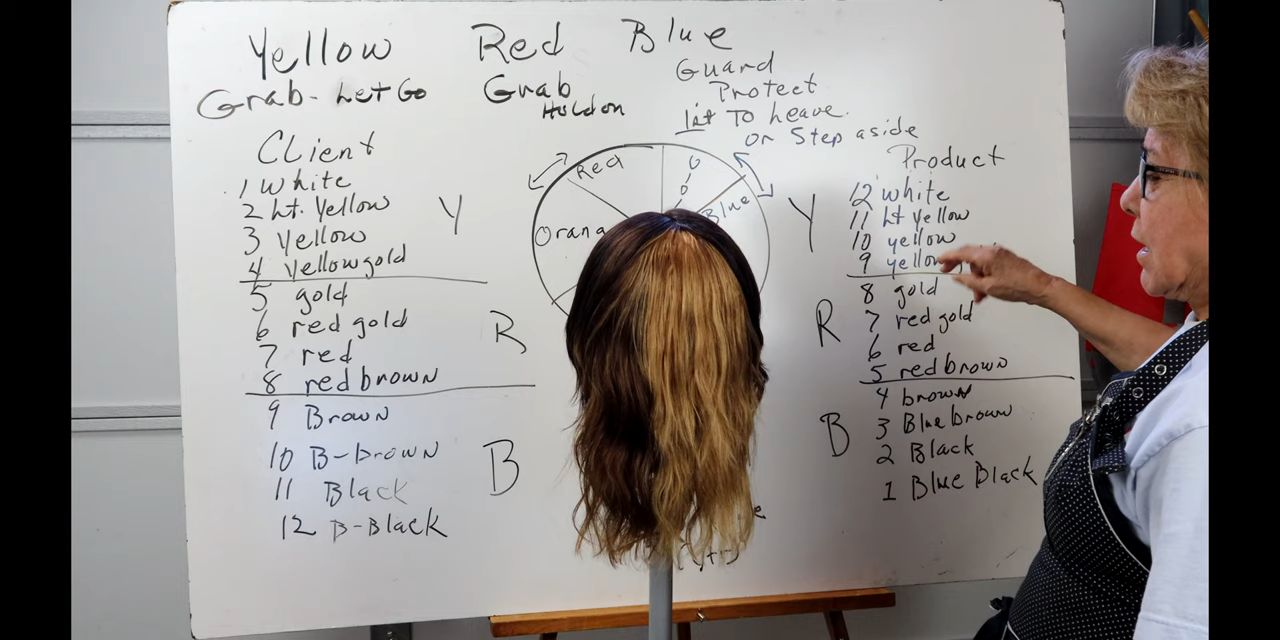 Yellow Red Blue
Grab - Let Go
Grab
Hold on
Guard
Protect
1st To Leave
or Step aside
Client
1 White
2 Lt. Yellow
3 Yellow
4 Yellow gold
5 gold
6 red gold
7 red
8 red brown
9 Brown
10 B-brown
11 Black
12 B-Black
Y
R
B
Red
Blue
Product
12 white
11 Lt Yellow
10 yellow
9 yellow
8 gold
7 red gold
6 red
5 red brown
4 brown
3 Blue brown
2 Black
1 Blue Black
Y
R
B